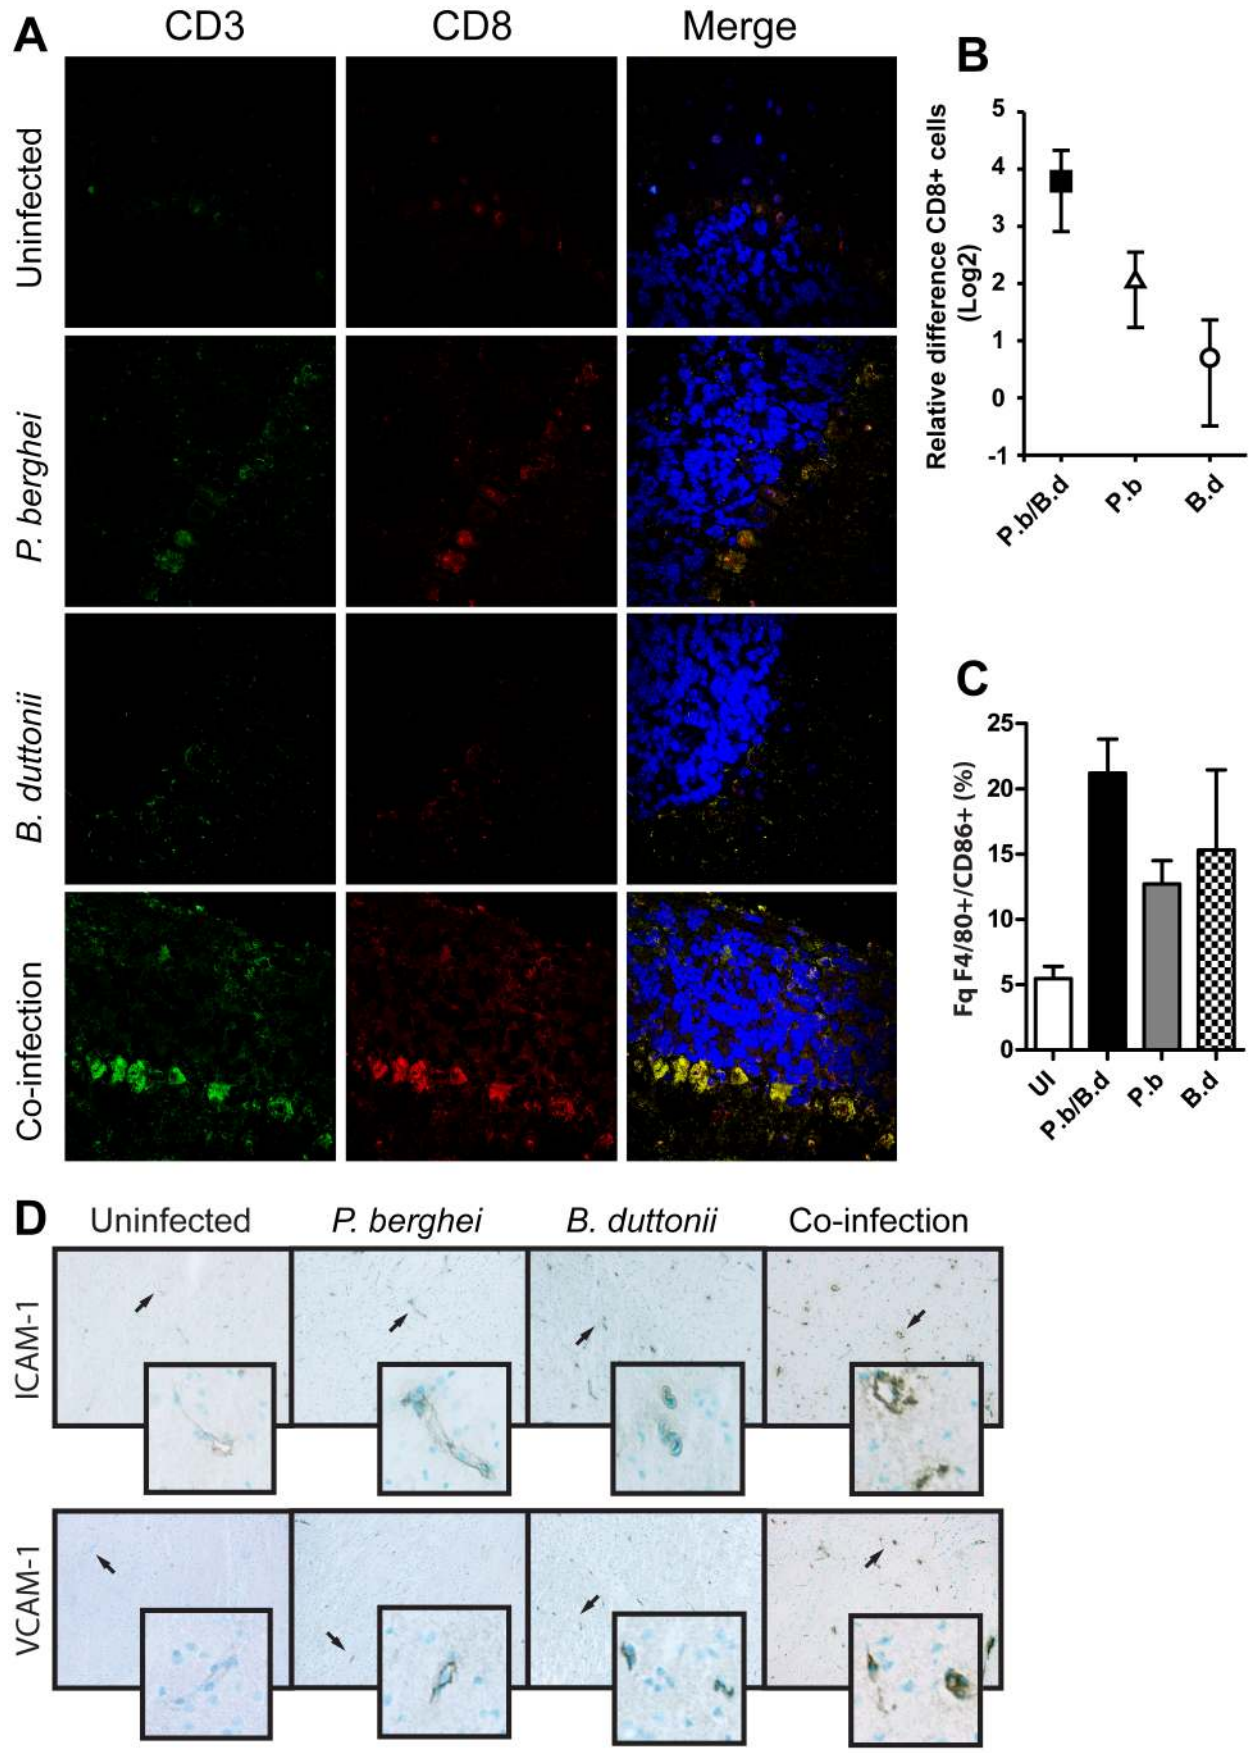 A
CD3
CD8
Merge
Uninfected
P. berghei
B. duttonii
Co-infection
B
Relative difference CD8+ cells
(Log2)
5
4
3
2
1
0
-1
P.b/B.d
P.b
B.d
C
Fq F4/80+/CD86+ (%)
25
20
15
10
5
0
UI
P.b/B.d
P.b
B.d
D
Uninfected
P. berghei
B. duttonii
Co-infection
ICAM-1
VCAM-1